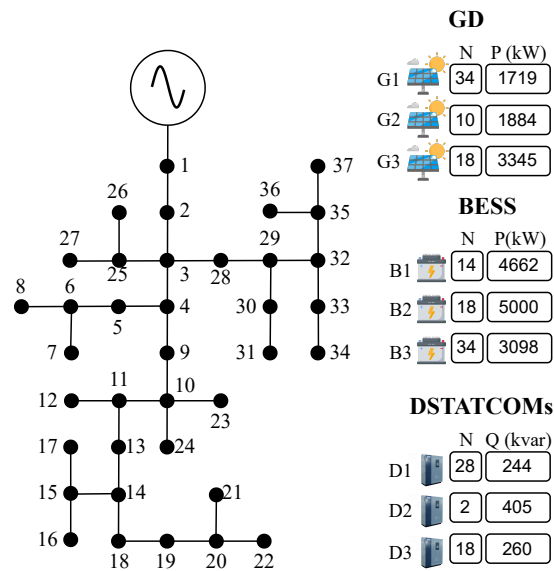 GD
N P (kW)
G1 34 1719
G2 10 1884
G3 18 3345
BESS
N P(kW)
B1 14 4662
B2 18 5000
B3 34 3098
DSTATCOMs
N Q (kvar)
D1 28 244
D2 2 405
D3 18 260
1
37
26
36
2
35
27
25
3
28
29
32
8
6
5
4
30
33
7
9
31
34
11
10
12
23
17
13
24
15
14
21
16
18
19
20
22